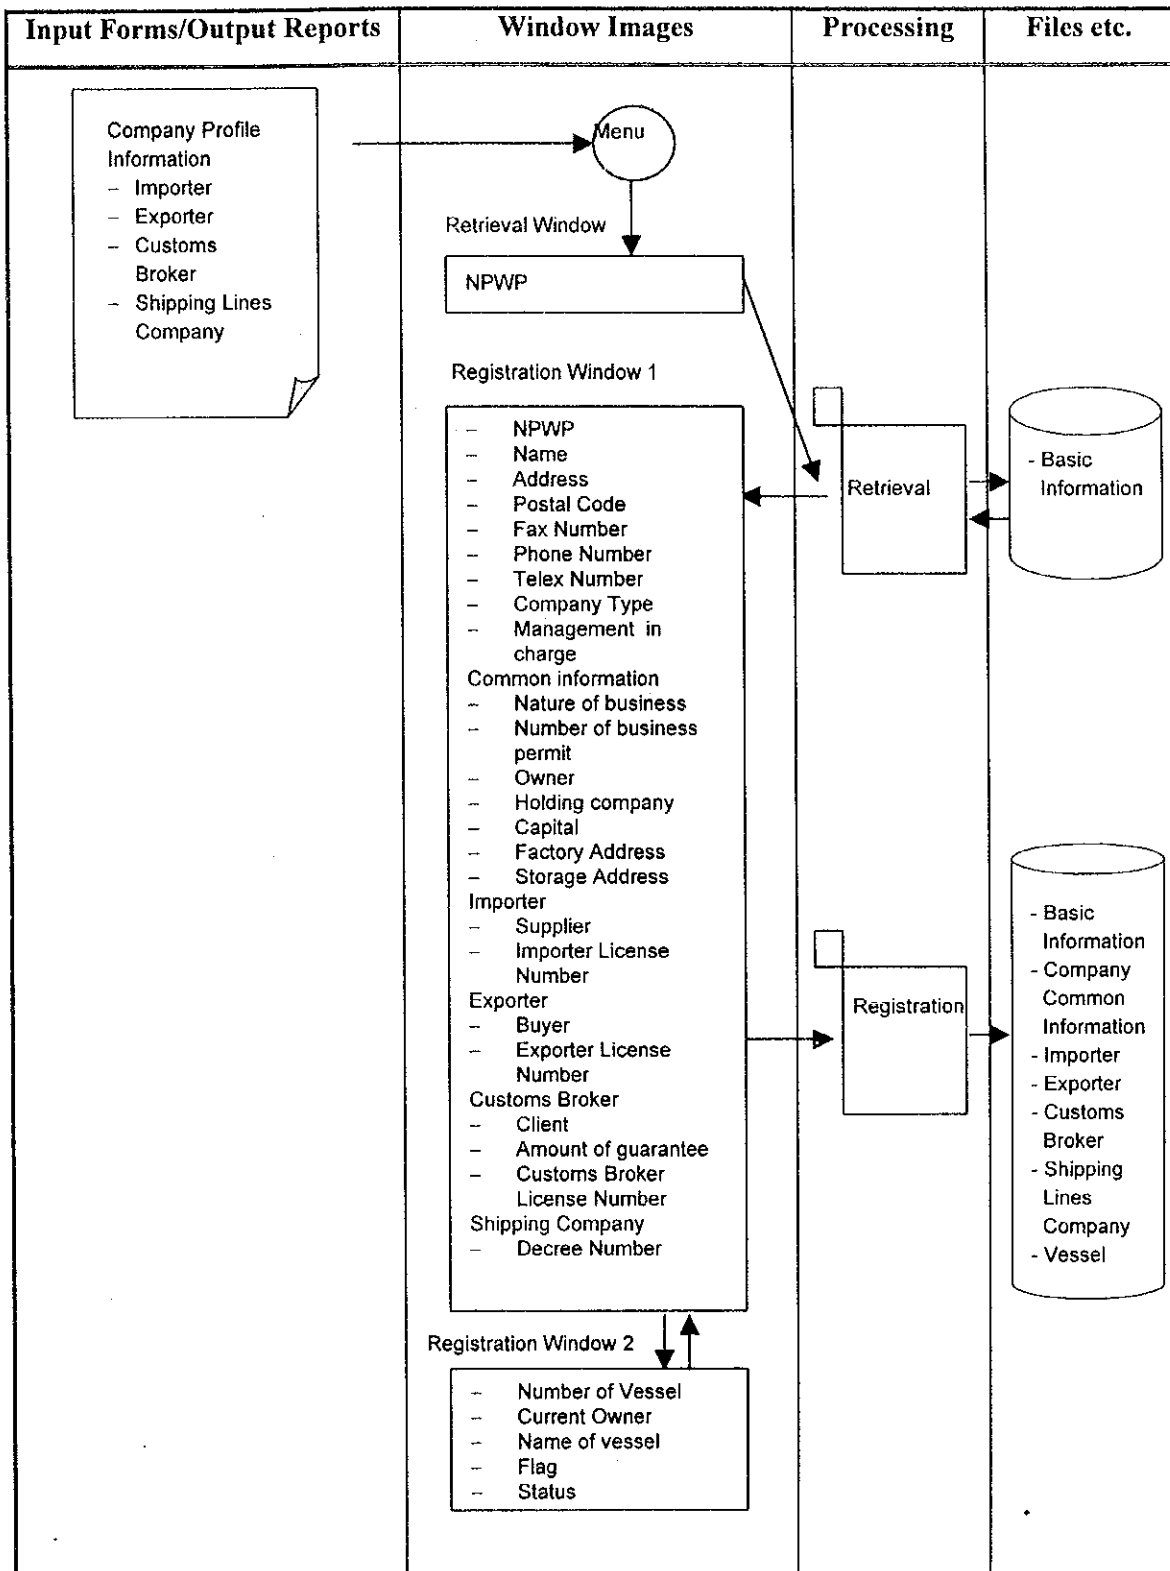 Input Forms/Output Reports
Window Images
Processing
Files etc.
Company Profile
Information
– Importer
– Exporter
– Customs
Broker
– Shipping Lines
Company
Menu
Retrieval Window
NPWP
Registration Window 1
– NPWP
– Name
– Address
– Postal Code
– Fax Number
– Phone Number
– Telex Number
– Company Type
– Management in
charge
Common information
– Nature of business
– Number of business
permit
– Owner
– Holding company
– Capital
– Factory Address
– Storage Address
Importer
– Supplier
– Importer License
Number
Exporter
– Buyer
– Exporter License
Number
Customs Broker
– Client
– Amount of guarantee
– Customs Broker
License Number
Shipping Company
– Decree Number
Registration Window 2
– Number of Vessel
– Current Owner
– Name of vessel
– Flag
– Status
Retrieval
- Basic
Information
Registration
- Basic
Information
- Company
Common
Information
- Importer
- Exporter
- Customs
Broker
- Shipping
Lines
Company
- Vessel